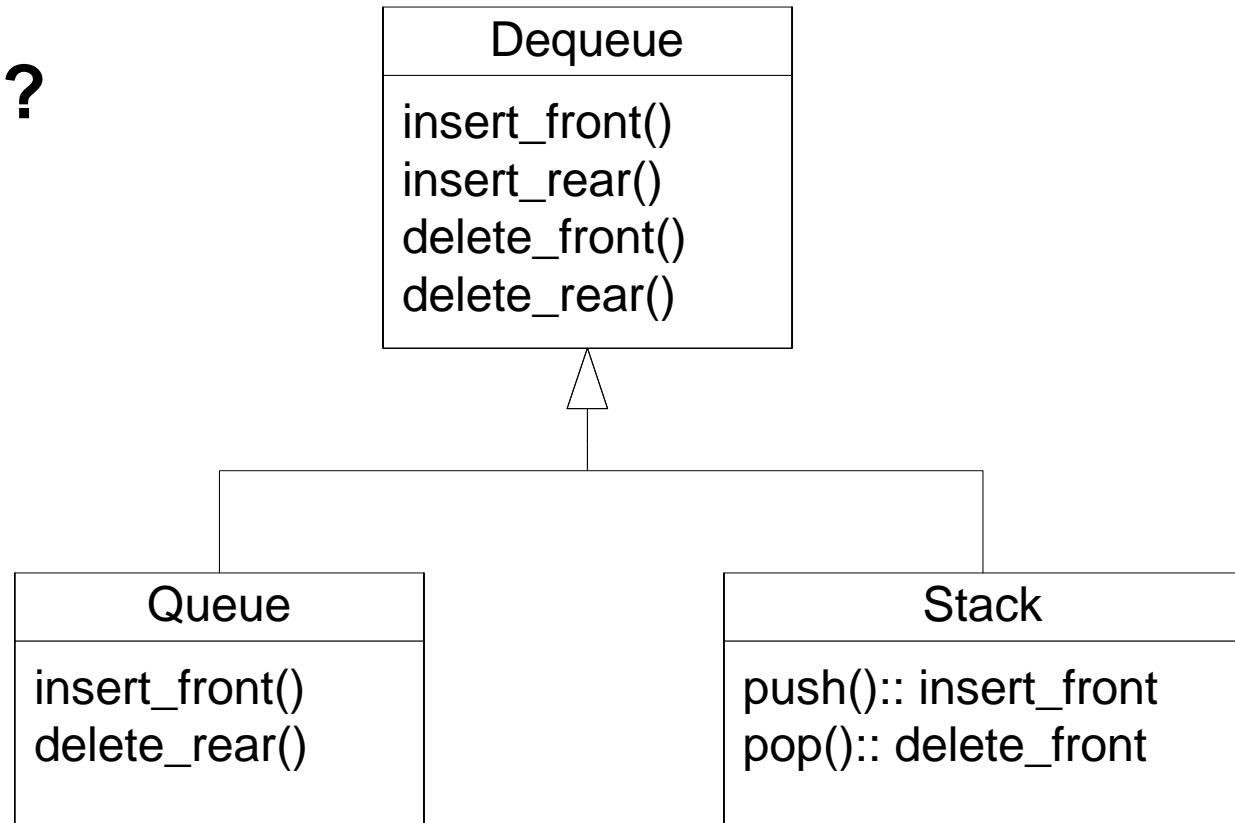 ?
Dequeue
insert_front()
insert_rear()
delete_front()
delete_rear()
Queue
insert_front()
delete_rear()
Stack
push():: insert_front
pop():: delete_front